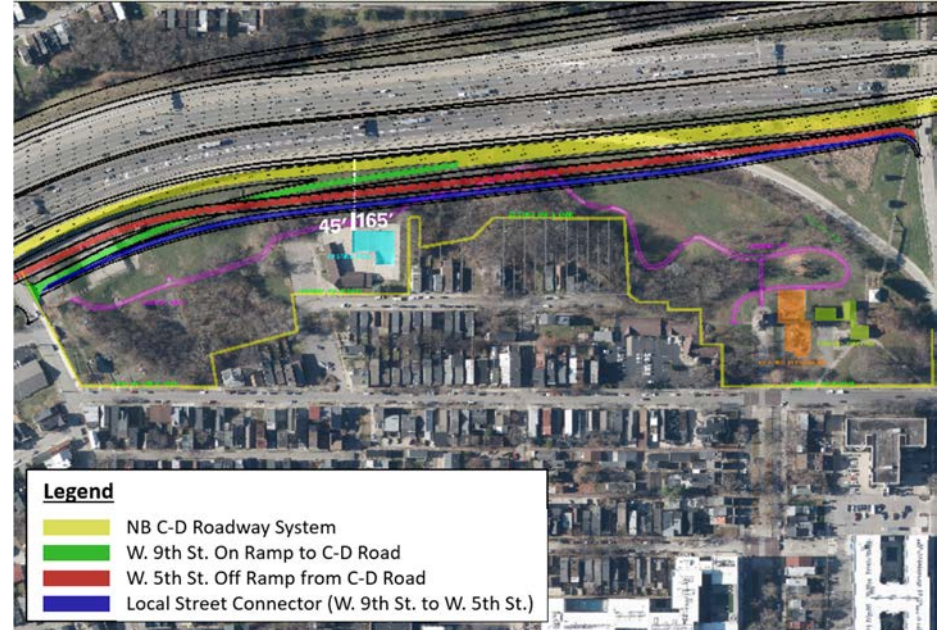 45' 165'
Legend
NB C-D Roadway System
W. 9th St. On Ramp to C-D Road
W. 5th St. Off Ramp from C-D Road
Local Street Connector (W. 9th St. to W. 5th St.)